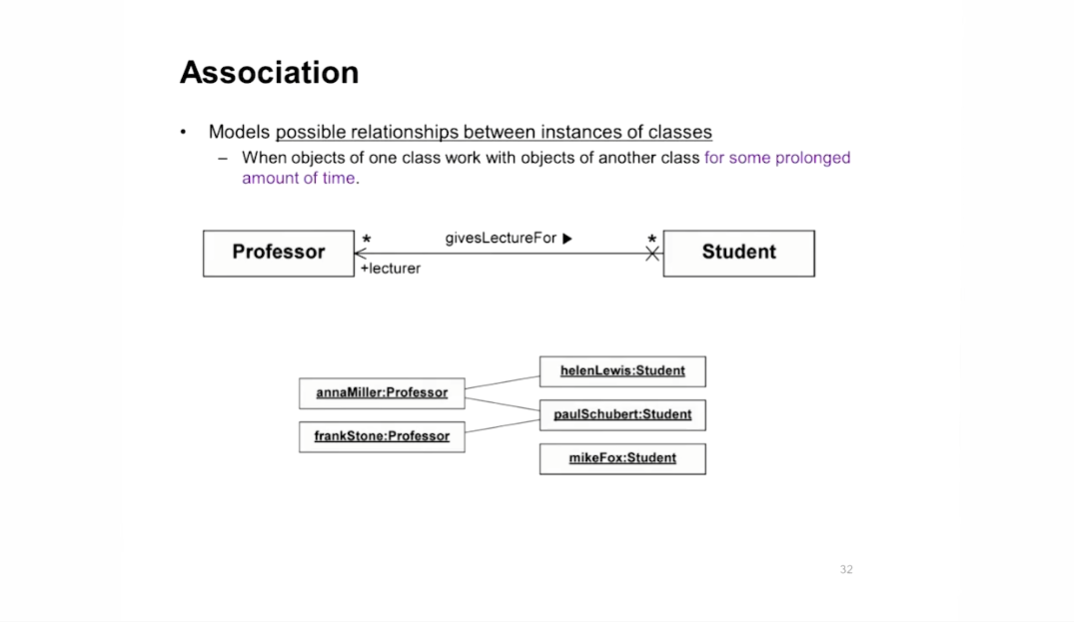 Association
• Models possible relationships between instances of classes
– When objects of one class work with objects of another class for some prolonged
amount of time.
* givesLectureFor ▶ *
Professor Student
+lecturer
helenLewis:Student
annaMiller:Professor
paulSchubert:Student
frankStone:Professor
mikeFox:Student
32